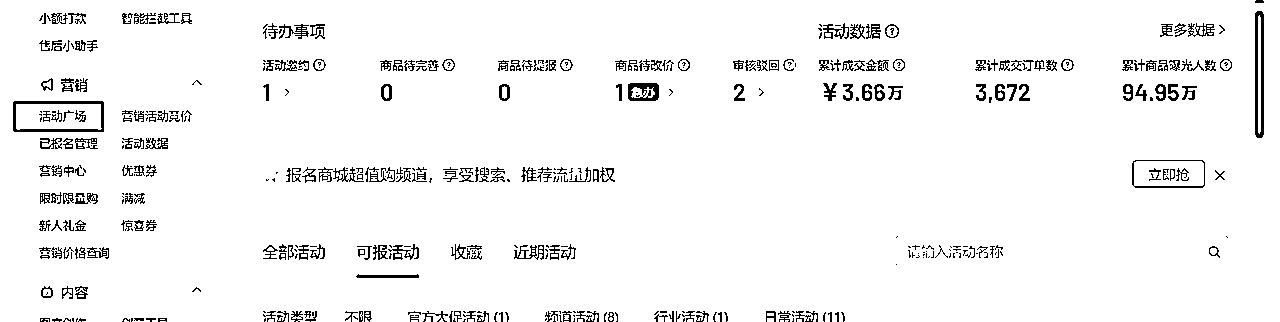 小额打款 智能拦截工具
售后小助手
营销
活动广场 营销活动竞价
已报名管理 活动数据
营销中心 优惠券
限时限量购 满减
新人礼金 惊喜券
营销价格查询
内容
待办事项
活动邀约 商品待完善 商品待提报 商品待改价 审核驳回
1 0 0 1 急办 2
活动数据 更多数据
累计成交金额 累计成交订单数 累计商品曝光人数
￥3.66万 3,672 94.95万
报名商城超值购频道，享受搜索、推荐流量加权 立即抢
全部活动 可报活动 收藏 近期活动 请输入活动名称
活动类型 不限 官方大促活动 (1) 频道活动 (8) 行业活动 (1) 日常活动 (11)